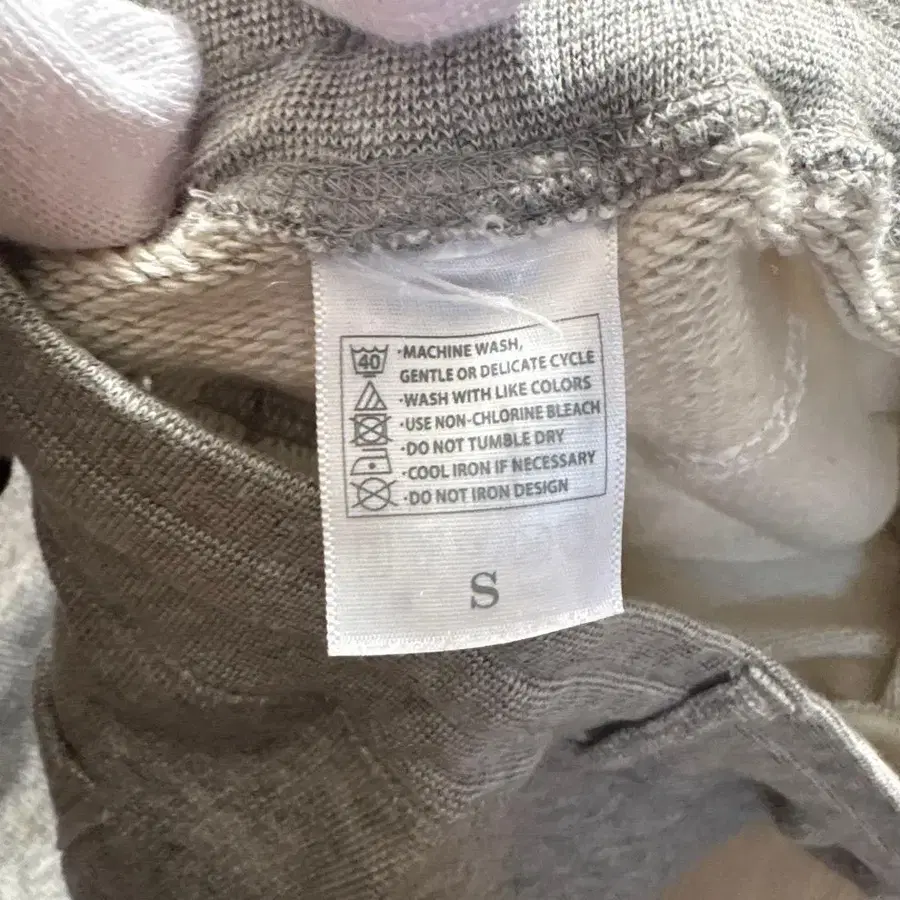 40
·MACHINE WASH,
GENTLE OR DELICATE CYCLE
·WASH WITH LIKE COLORS
·USE NON-CHLORINE BLEACH
·DO NOT TUMBLE DRY
·COOL IRON IF NECESSARY
·DO NOT IRON DESIGN
S